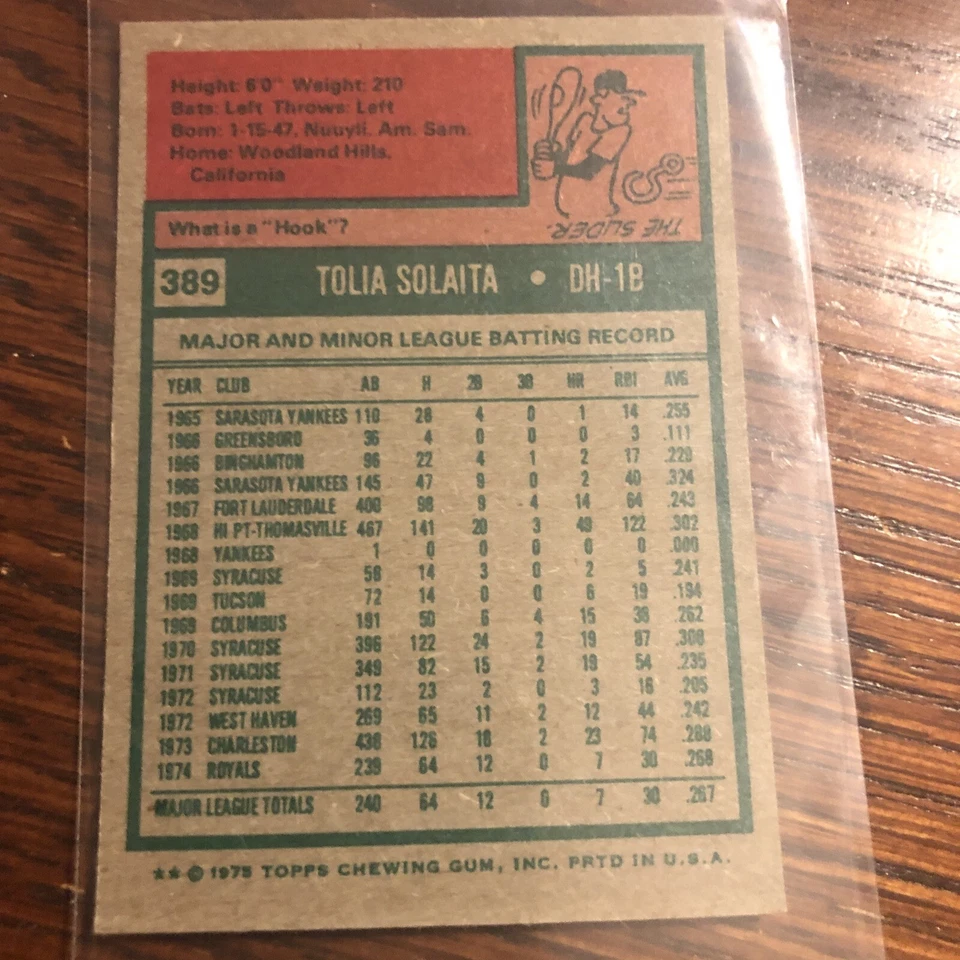 Height: 6'0" Weight: 210
Bats: Left Throws: Left
Born: 1-15-47, Nuuyli, Am. Sam.
Home: Woodland Hills,
California
What is a "Hook"?
THE SLIDER.
389 TOLIA SOLAITA • DH-1B
MAJOR AND MINOR LEAGUE BATTING RECORD
YEAR CLUB AB H 2B 3B HR RBI AVG
1965 SARASOTA YANKEES 110 28 4 0 1 14 .255
1966 GREENSBORO 36 4 0 0 0 3 .111
1966 BINGHAMTON 96 22 4 1 2 17 .229
1966 SARASOTA YANKEES 145 47 9 0 2 40 .324
1967 FORT LAUDERDALE 400 98 9 4 14 64 .243
1968 HI PT-THOMASVILLE 467 141 20 3 49 122 .302
1968 YANKEES 1 0 0 0 0 0 .000
1969 SYRACUSE 58 14 3 0 2 5 .241
1969 TUCSON 72 14 0 0 6 19 .194
1969 COLUMBUS 191 50 6 4 15 38 .262
1970 SYRACUSE 396 122 24 2 19 87 .308
1971 SYRACUSE 349 82 15 2 19 54 .235
1972 SYRACUSE 112 23 2 0 3 16 .205
1972 WEST HAVEN 269 65 11 2 12 44 .242
1973 CHARLESTON 438 126 18 2 23 74 .288
1974 ROYALS 239 64 12 0 7 30 .268
MAJOR LEAGUE TOTALS 240 64 12 0 7 30 .267
★★ © 1975 TOPPS CHEWING GUM, INC. PRTD IN U.S.A.